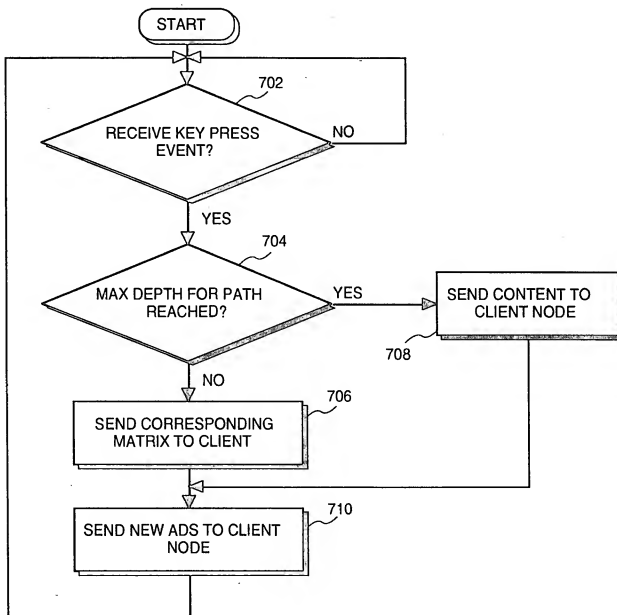 START
702
RECEIVE KEY PRESS
EVENT?
NO
YES
704
MAX DEPTH FOR PATH
REACHED?
YES
SEND CONTENT TO
CLIENT NODE
708
NO
706
SEND CORRESPONDING
MATRIX TO CLIENT
710
SEND NEW ADS TO CLIENT
NODE